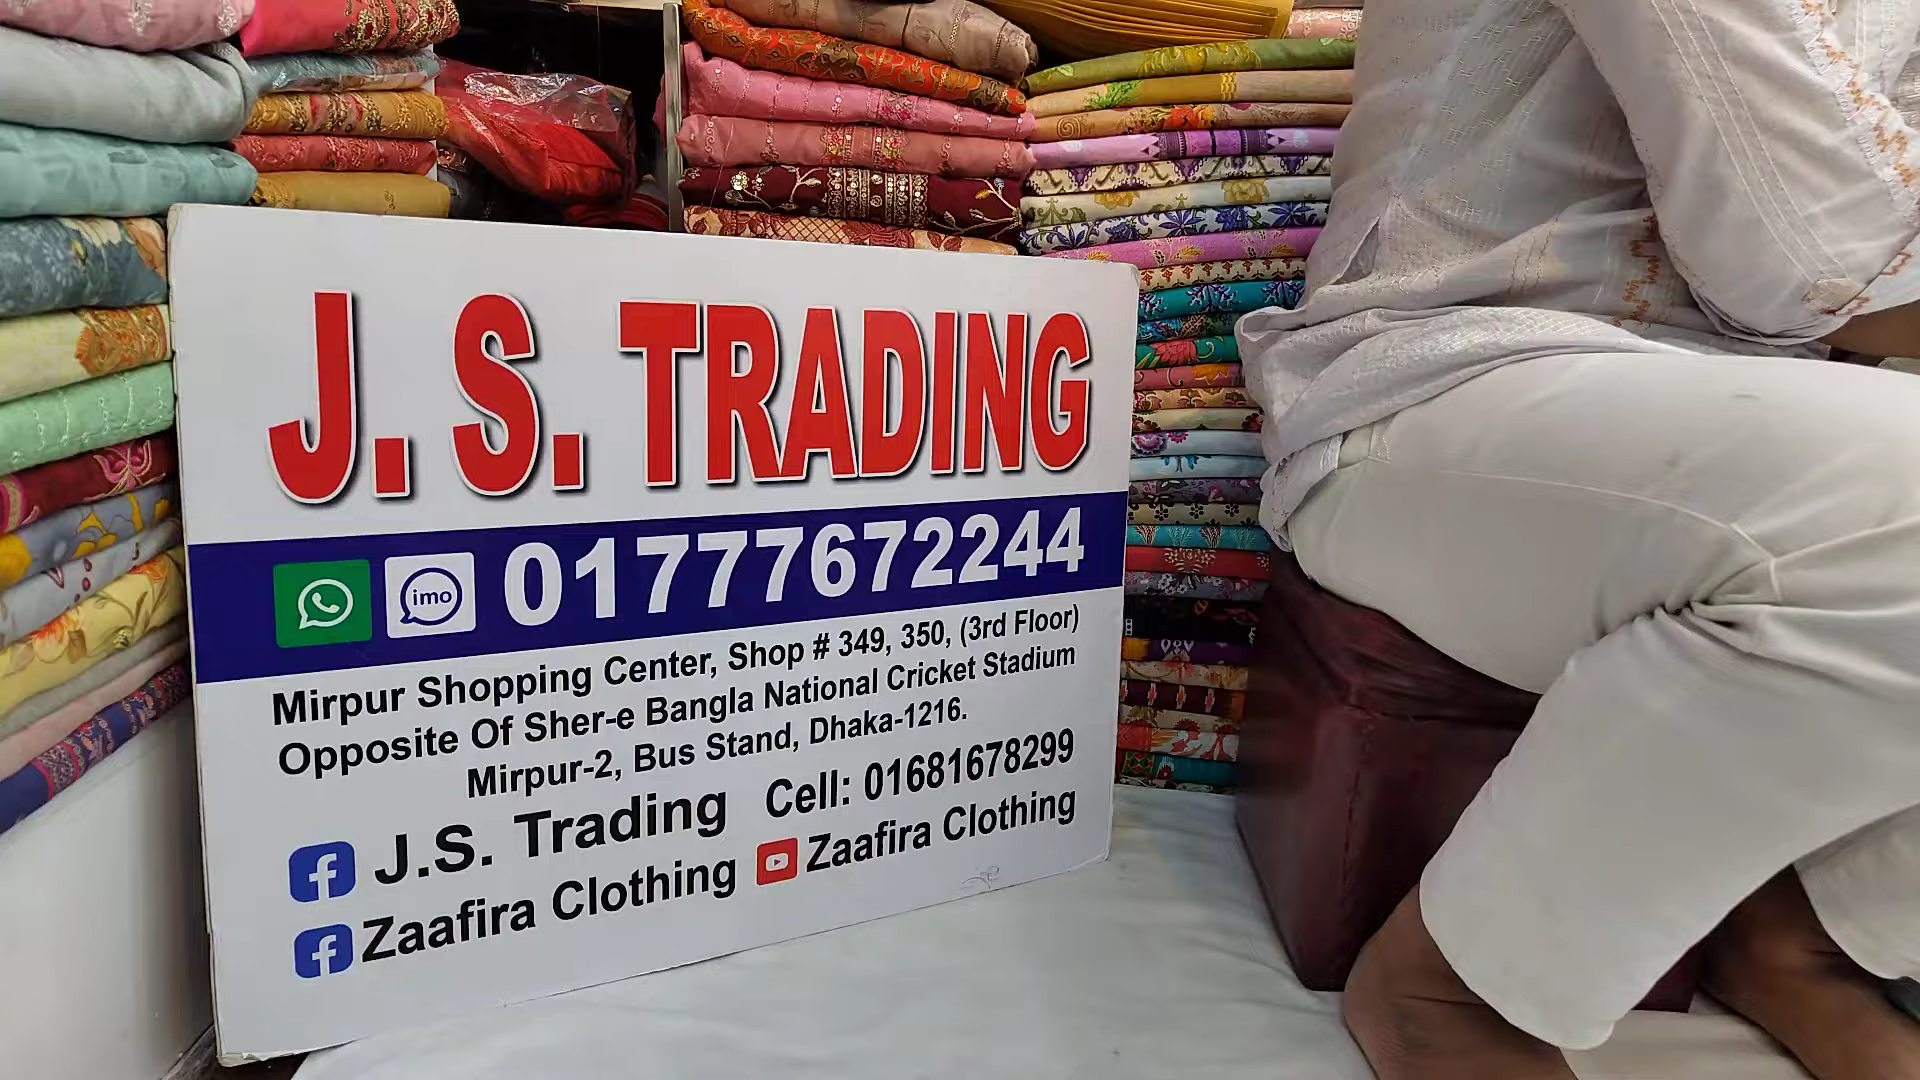 J. S. TRADING
imo 01777672244
Mirpur Shopping Center, Shop # 349, 350, (3rd Floor)
Opposite Of Sher-e Bangla National Cricket Stadium
Mirpur-2, Bus Stand, Dhaka-1216.
J.S. Trading Cell: 01681678299
Zaafira Clothing Zaafira Clothing